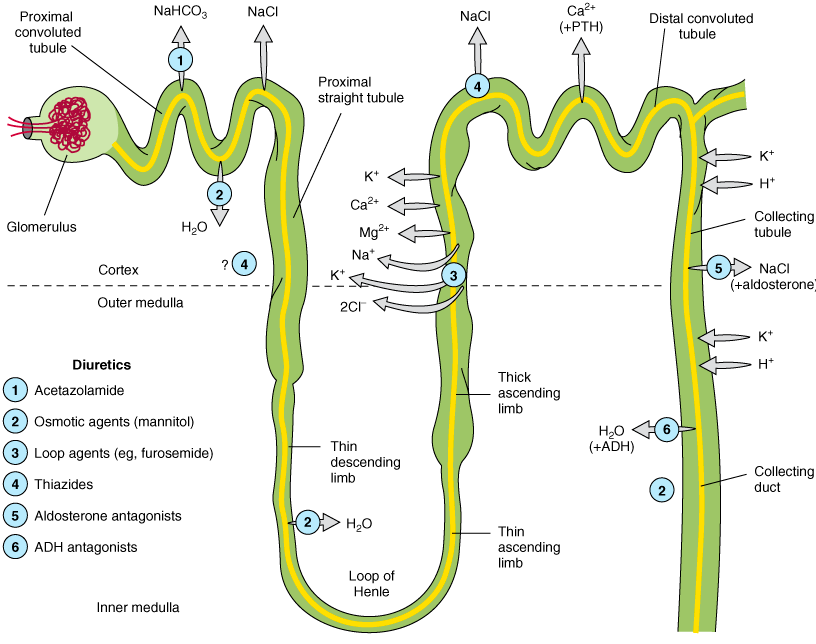 Proximal
convoluted
tubule
NaHCO3
NaCl
NaCl
Ca2+
(+PTH)
Distal convoluted
tubule
1
4
Proximal
straight tubule
Glomerulus
2
H2O
? 4
K+
Ca2+
Mg2+
Na+
K+
2Cl–
3
K+
H+
Collecting
tubule
5
NaCl
(+aldosterone)
Cortex
Outer medulla
K+
H+
Diuretics
1 Acetazolamide
2 Osmotic agents (mannitol)
3 Loop agents (eg, furosemide)
4 Thiazides
5 Aldosterone antagonists
6 ADH antagonists
Thick
ascending
limb
Thin
descending
limb
H2O
(+ADH)
6
2
Collecting
duct
2
H2O
Thin
ascending
limb
Loop of
Henle
Inner medulla